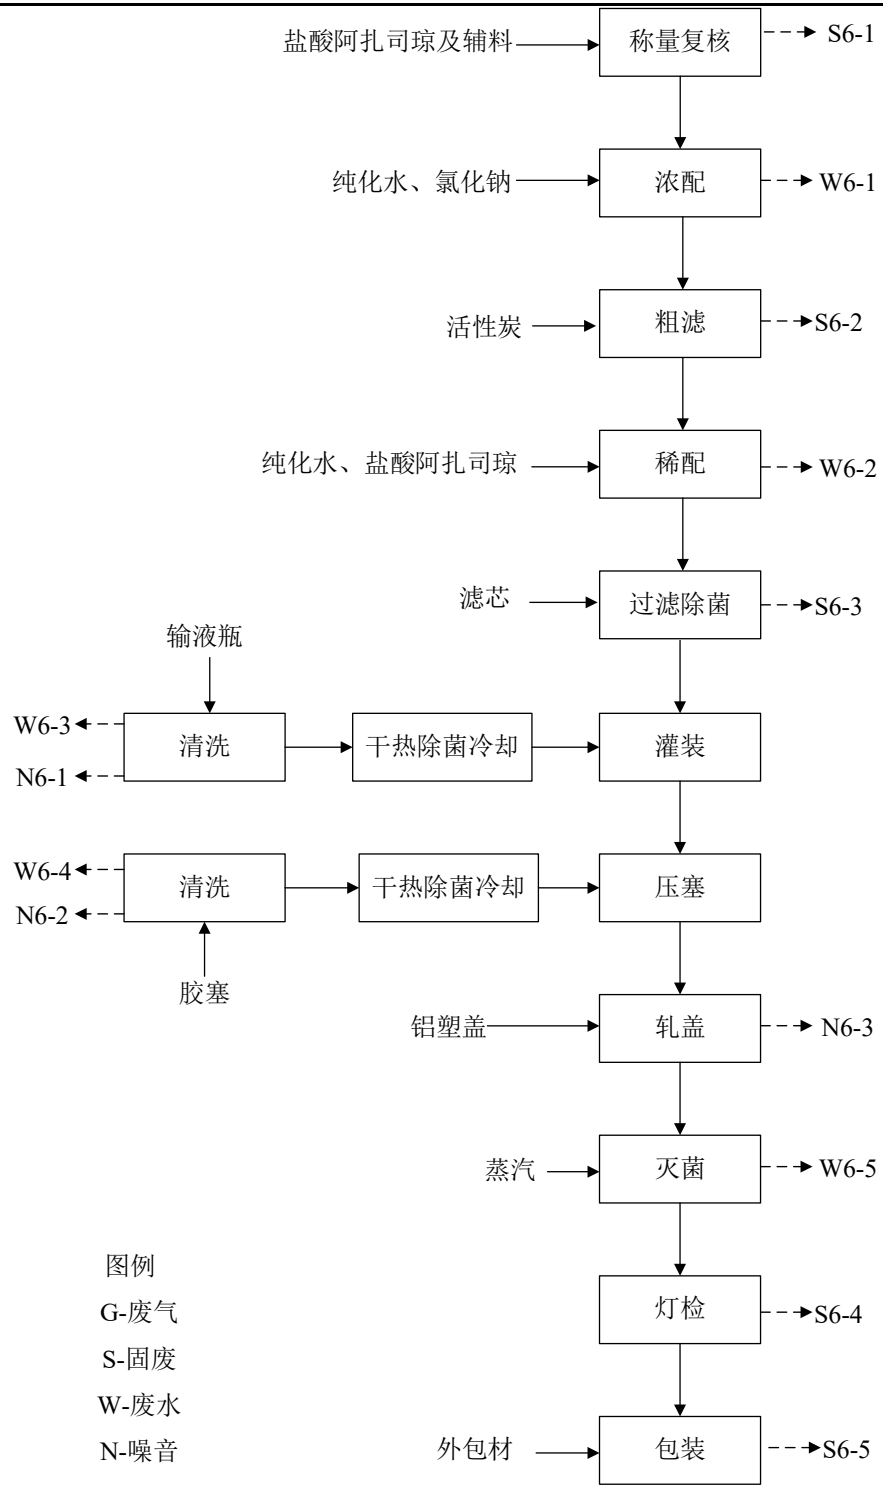 盐酸阿扎司琼及辅料
称量复核
S6-1
纯化水、氯化钠
浓配
W6-1
活性炭
粗滤
S6-2
纯化水、盐酸阿扎司琼
稀配
W6-2
滤芯
过滤除菌
S6-3
输液瓶
W6-3
N6-1
清洗
干热除菌冷却
灌装
W6-4
N6-2
清洗
干热除菌冷却
压塞
胶塞
铝塑盖
轧盖
N6-3
蒸汽
灭菌
W6-5
灯检
S6-4
外包材
包装
S6-5
图例
G-废气
S-固废
W-废水
N-噪音